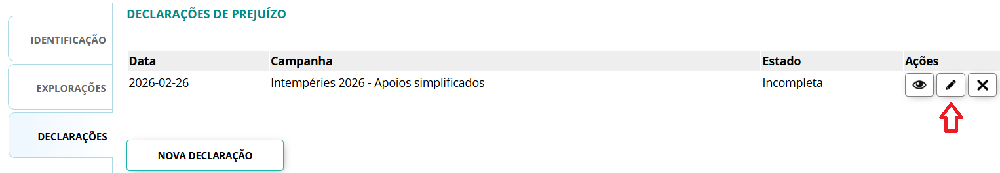 DECLARAÇÕES DE PREJUÍZO
IDENTIFICAÇÃO
EXPLORAÇÕES
DECLARAÇÕES
Data Campanha Estado Ações
2026-02-26 Intempéries 2026 - Apoios simplificados Incompleta
NOVA DECLARAÇÃO